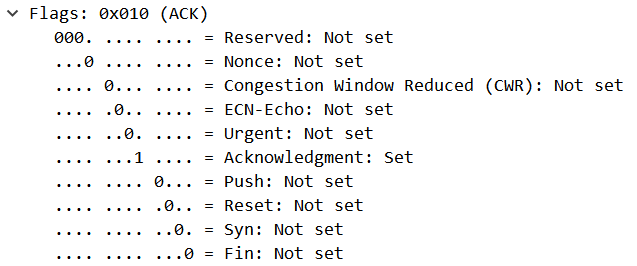 Flags: 0x010 (ACK)
000. .... .... = Reserved: Not set
...0 .... .... = Nonce: Not set
.... 0... .... = Congestion Window Reduced (CWR): Not set
.... .0.. .... = ECN-Echo: Not set
.... ..0. .... = Urgent: Not set
.... ...1 .... = Acknowledgment: Set
.... .... 0... = Push: Not set
.... .... .0.. = Reset: Not set
.... .... ..0. = Syn: Not set
.... .... ...0 = Fin: Not set